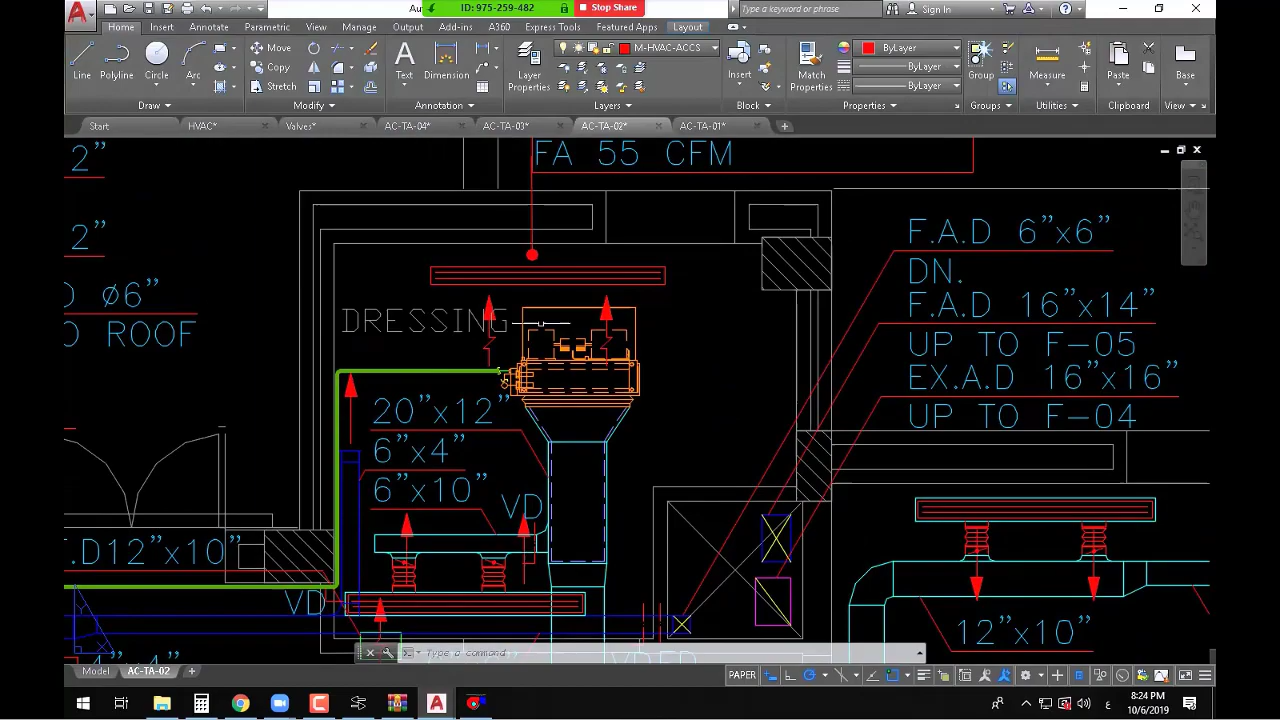 Au
ID: 975-259-482
Stop Share
Type a keyword or phrase
Sign In
Home Insert Annotate Parametric View Manage Output Add-ins A360 Express Tools Featured Apps Layout
Line Polyline Circle Arc
Move Copy Stretch
Text Dimension
Layer Properties
M-HVAC-ACCS
Insert
Match Properties
ByLayer
ByLayer
ByLayer
Group
Measure
Paste
Base
Draw Modify Annotation Layers Block Properties Groups Utilities Clipboard View
Start HVAC* Valves* AC-TA-04* AC-TA-03* AC-TA-02* AC-TA-01*
FA 55 CFM
2"
2"
ø6"
O ROOF
DRESSING
F.A.D 6"x6"
DN.
F.A.D 16"x14"
UP TO F-05
EX.A.D 16"x16"
UP TO F-04
20"x12"
6"x4"
6"x10"
VD
.T.D12"x10"
VD
12"x10"
Type a command
Model AC-TA-02
PAPER
8:24 PM
10/6/2019